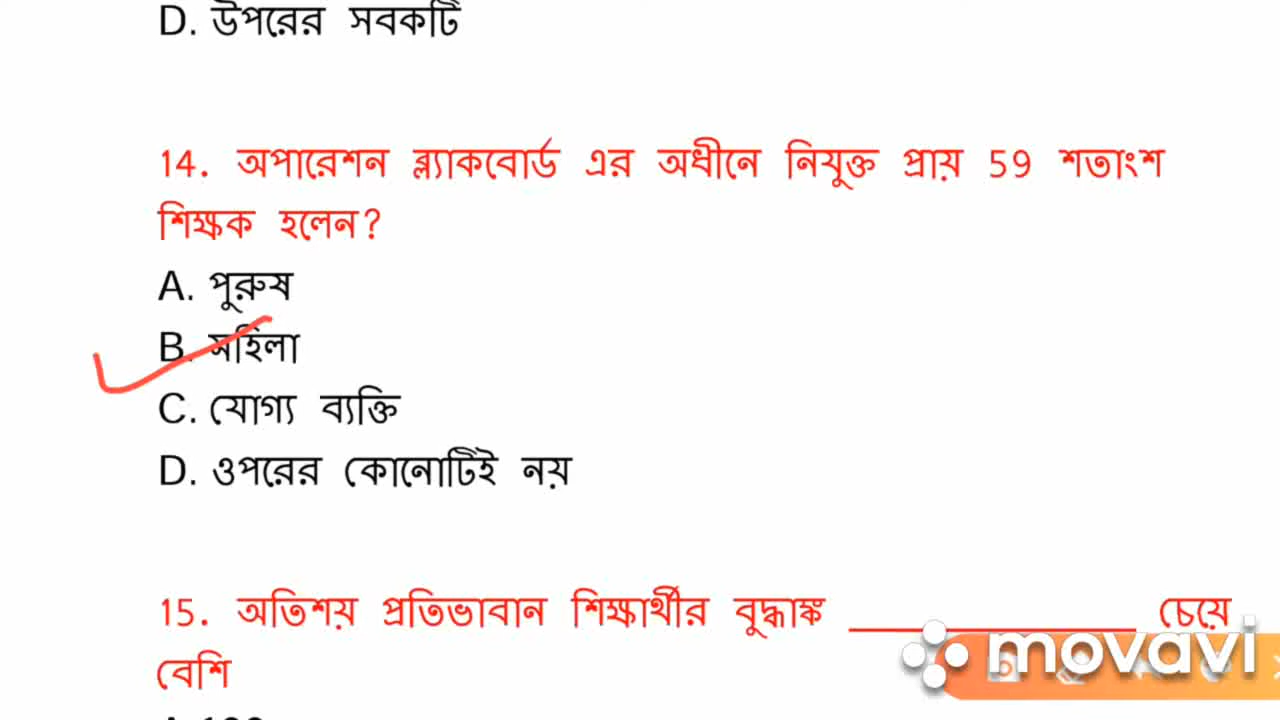 D. উপরের সবকটি
14. অপারেশন ব্ল্যাকবোর্ড এর অধীনে নিযুক্ত প্রায় 59 শতাংশ
শিক্ষক হলেন?
A. পুরুষ
B. মহিলা
C. যোগ্য ব্যক্তি
D. ওপরের কোনোটিই নয়
15. অতিশয় প্রতিভাবান শিক্ষার্থীর বুদ্ধাঙ্ক ______________ চেয়ে
বেশি
movavi